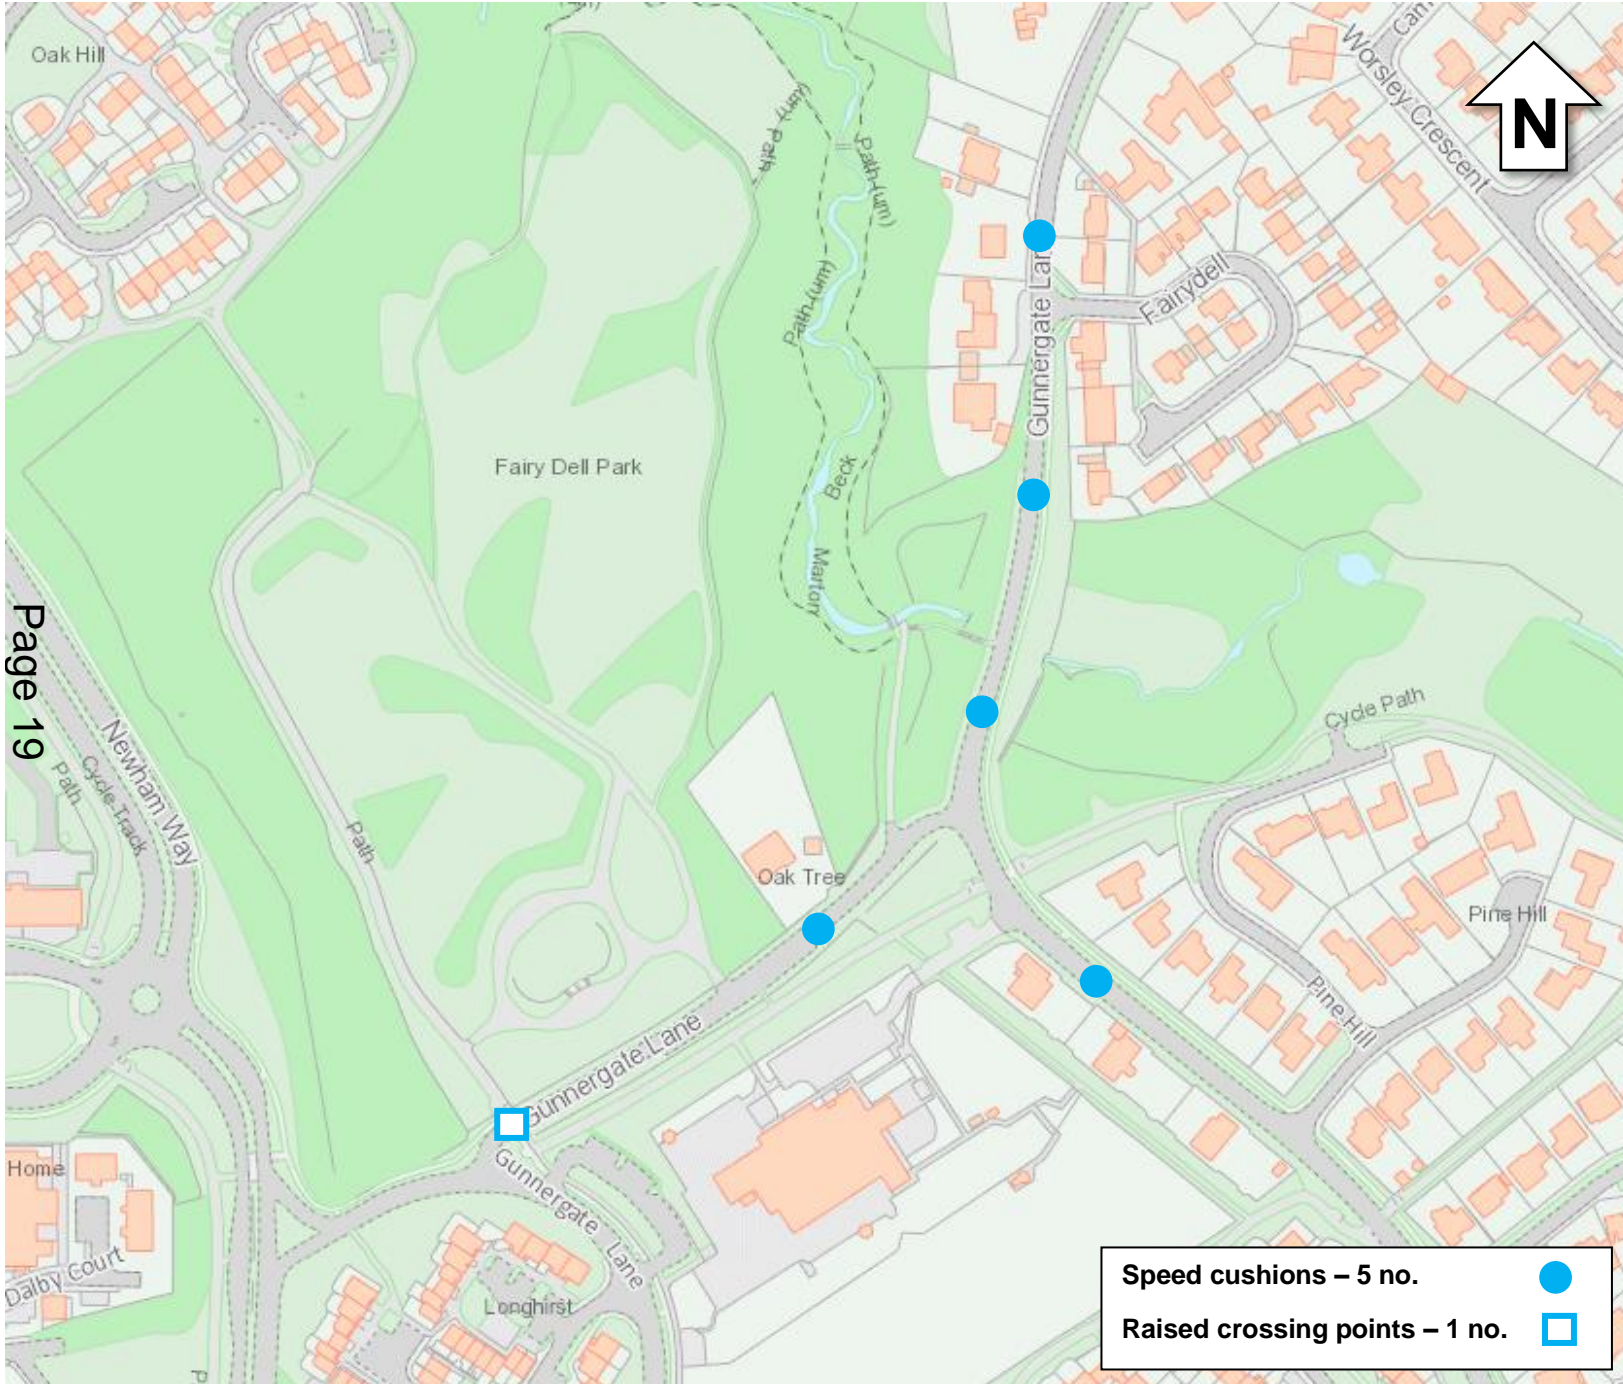 Oak Hill
Path (um)
Path (um)
Path (um)
Worsley Crescent
N
Fairydell
Gunnergate Lan
Fairy Dell Park
Beck
Marton
Page 19
Newham Way
Cycle Track
Path
Path
Cycle Path
Oak Tree
Pine Hill
Pine Hill
Gunnergate Lane
Gunnergate Lane
Home
Dalby Court
Longhirst
Speed cushions – 5 no.
Raised crossing points – 1 no.